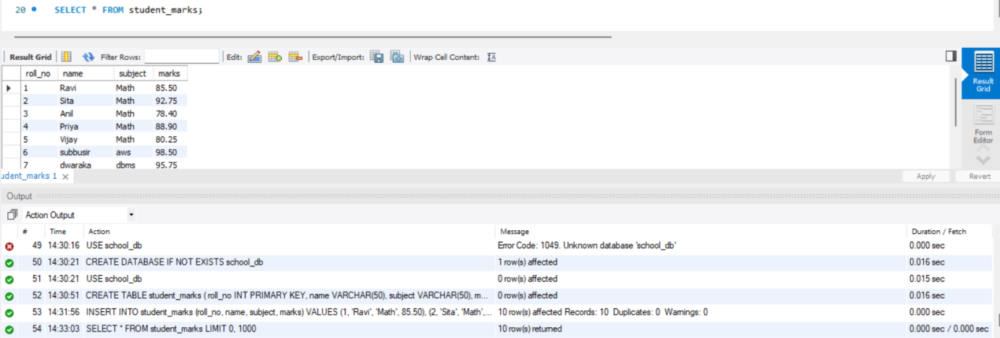 20 SELECT * FROM student_marks;
Result Grid Filter Rows: Edit: Export/Import: Wrap Cell Content:
roll_no name subject marks
1 Ravi Math 85.50
2 Sita Math 92.75
3 Anil Math 78.40
4 Priya Math 88.90
5 Vijay Math 80.25
6 subbusir aws 98.50
7 dwaraka dbms 95.75
Result
Grid
Form
Editor
udent_marks 1 Apply Revert
Output
Action Output
# Time Action Message Duration / Fetch
49 14:30:16 USE school_db Error Code: 1049. Unknown database 'school_db' 0.000 sec
50 14:30:21 CREATE DATABASE IF NOT EXISTS school_db 1 row(s) affected 0.016 sec
51 14:30:21 USE school_db 0 row(s) affected 0.015 sec
52 14:30:51 CREATE TABLE student_marks ( roll_no INT PRIMARY KEY, name VARCHAR(50), subject VARCHAR(50), m... 0 row(s) affected 0.016 sec
53 14:31:56 INSERT INTO student_marks (roll_no, name, subject, marks) VALUES (1, 'Ravi', 'Math', 85.50), (2, 'Sita', 'Math',... 10 row(s) affected Records: 10 Duplicates: 0 Warnings: 0 0.000 sec
54 14:33:03 SELECT * FROM student_marks LIMIT 0, 1000 10 row(s) returned 0.000 sec / 0.000 sec